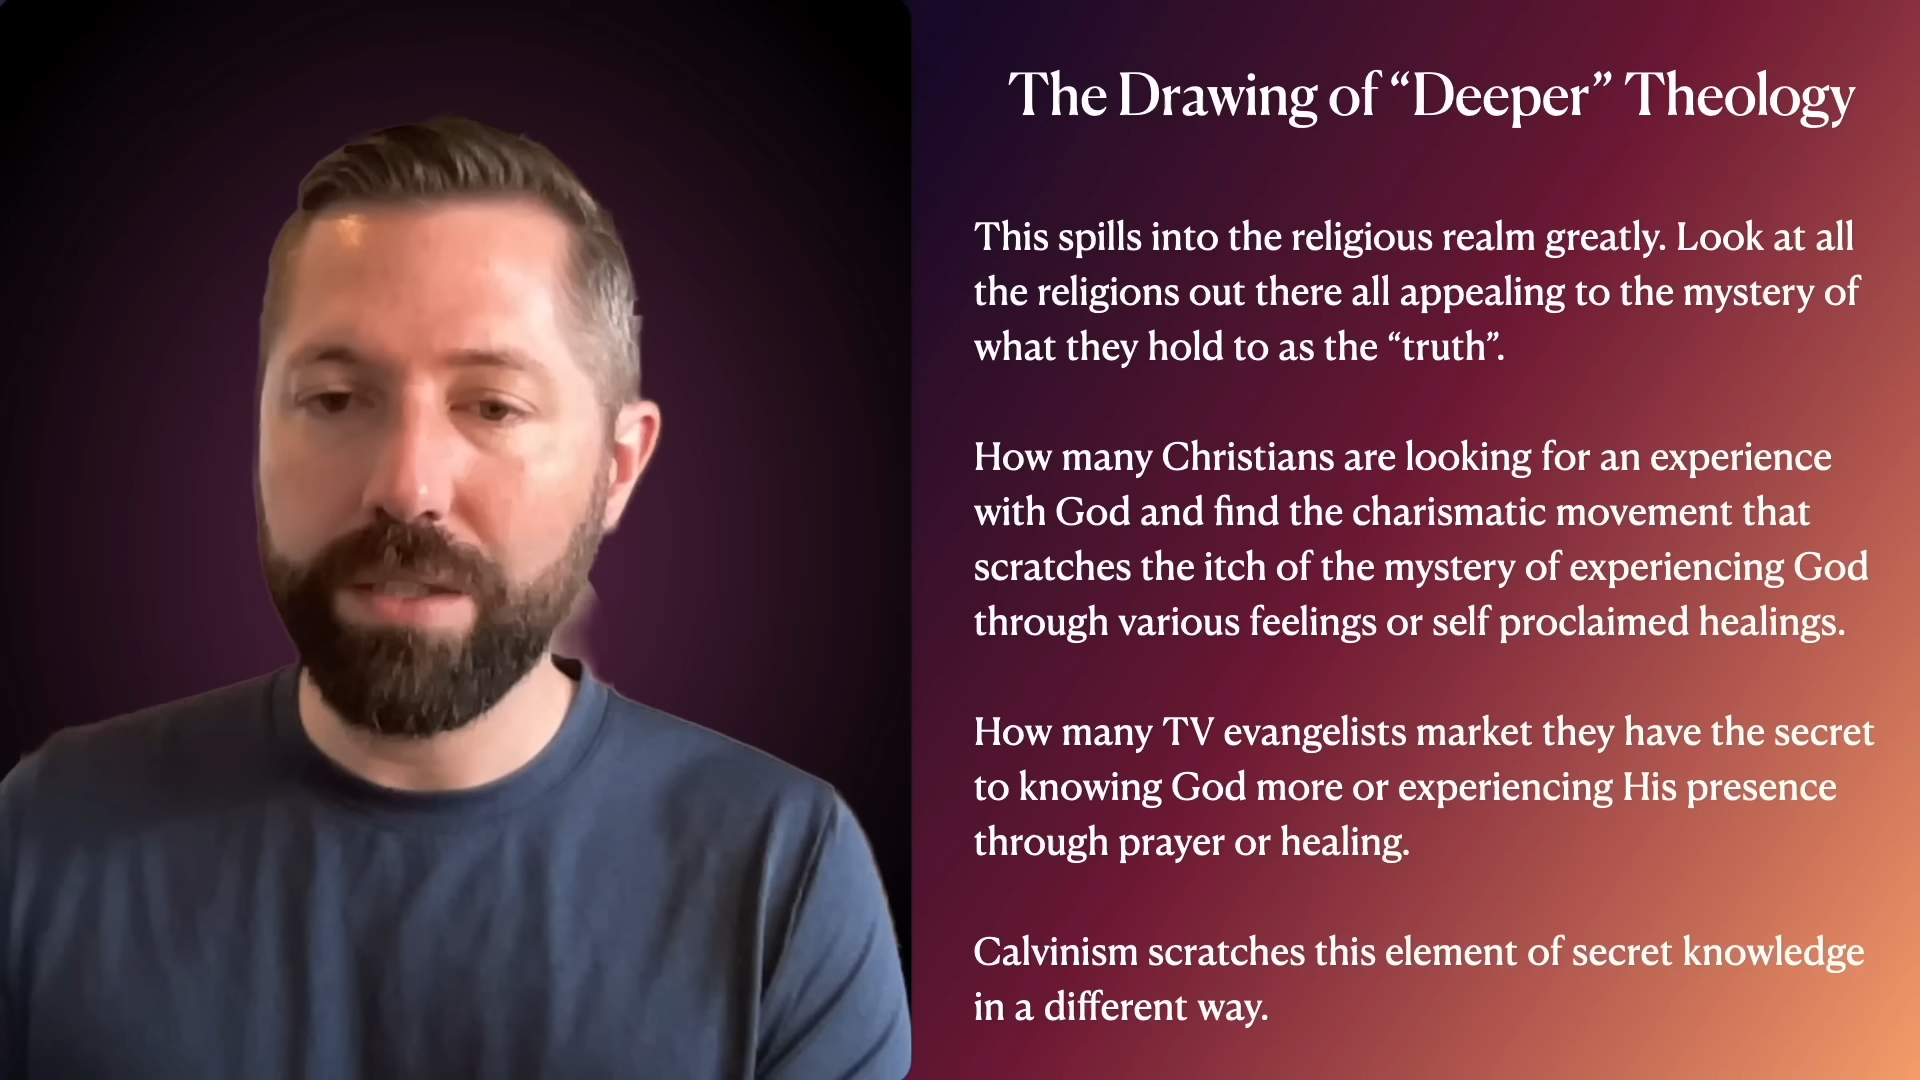 The Drawing of “Deeper” Theology
This spills into the religious realm greatly. Look at all
the religions out there all appealing to the mystery of
what they hold to as the “truth”.
How many Christians are looking for an experience
with God and find the charismatic movement that
scratches the itch of the mystery of experiencing God
through various feelings or self proclaimed healings.
How many TV evangelists market they have the secret
to knowing God more or experiencing His presence
through prayer or healing.
Calvinism scratches this element of secret knowledge
in a different way.